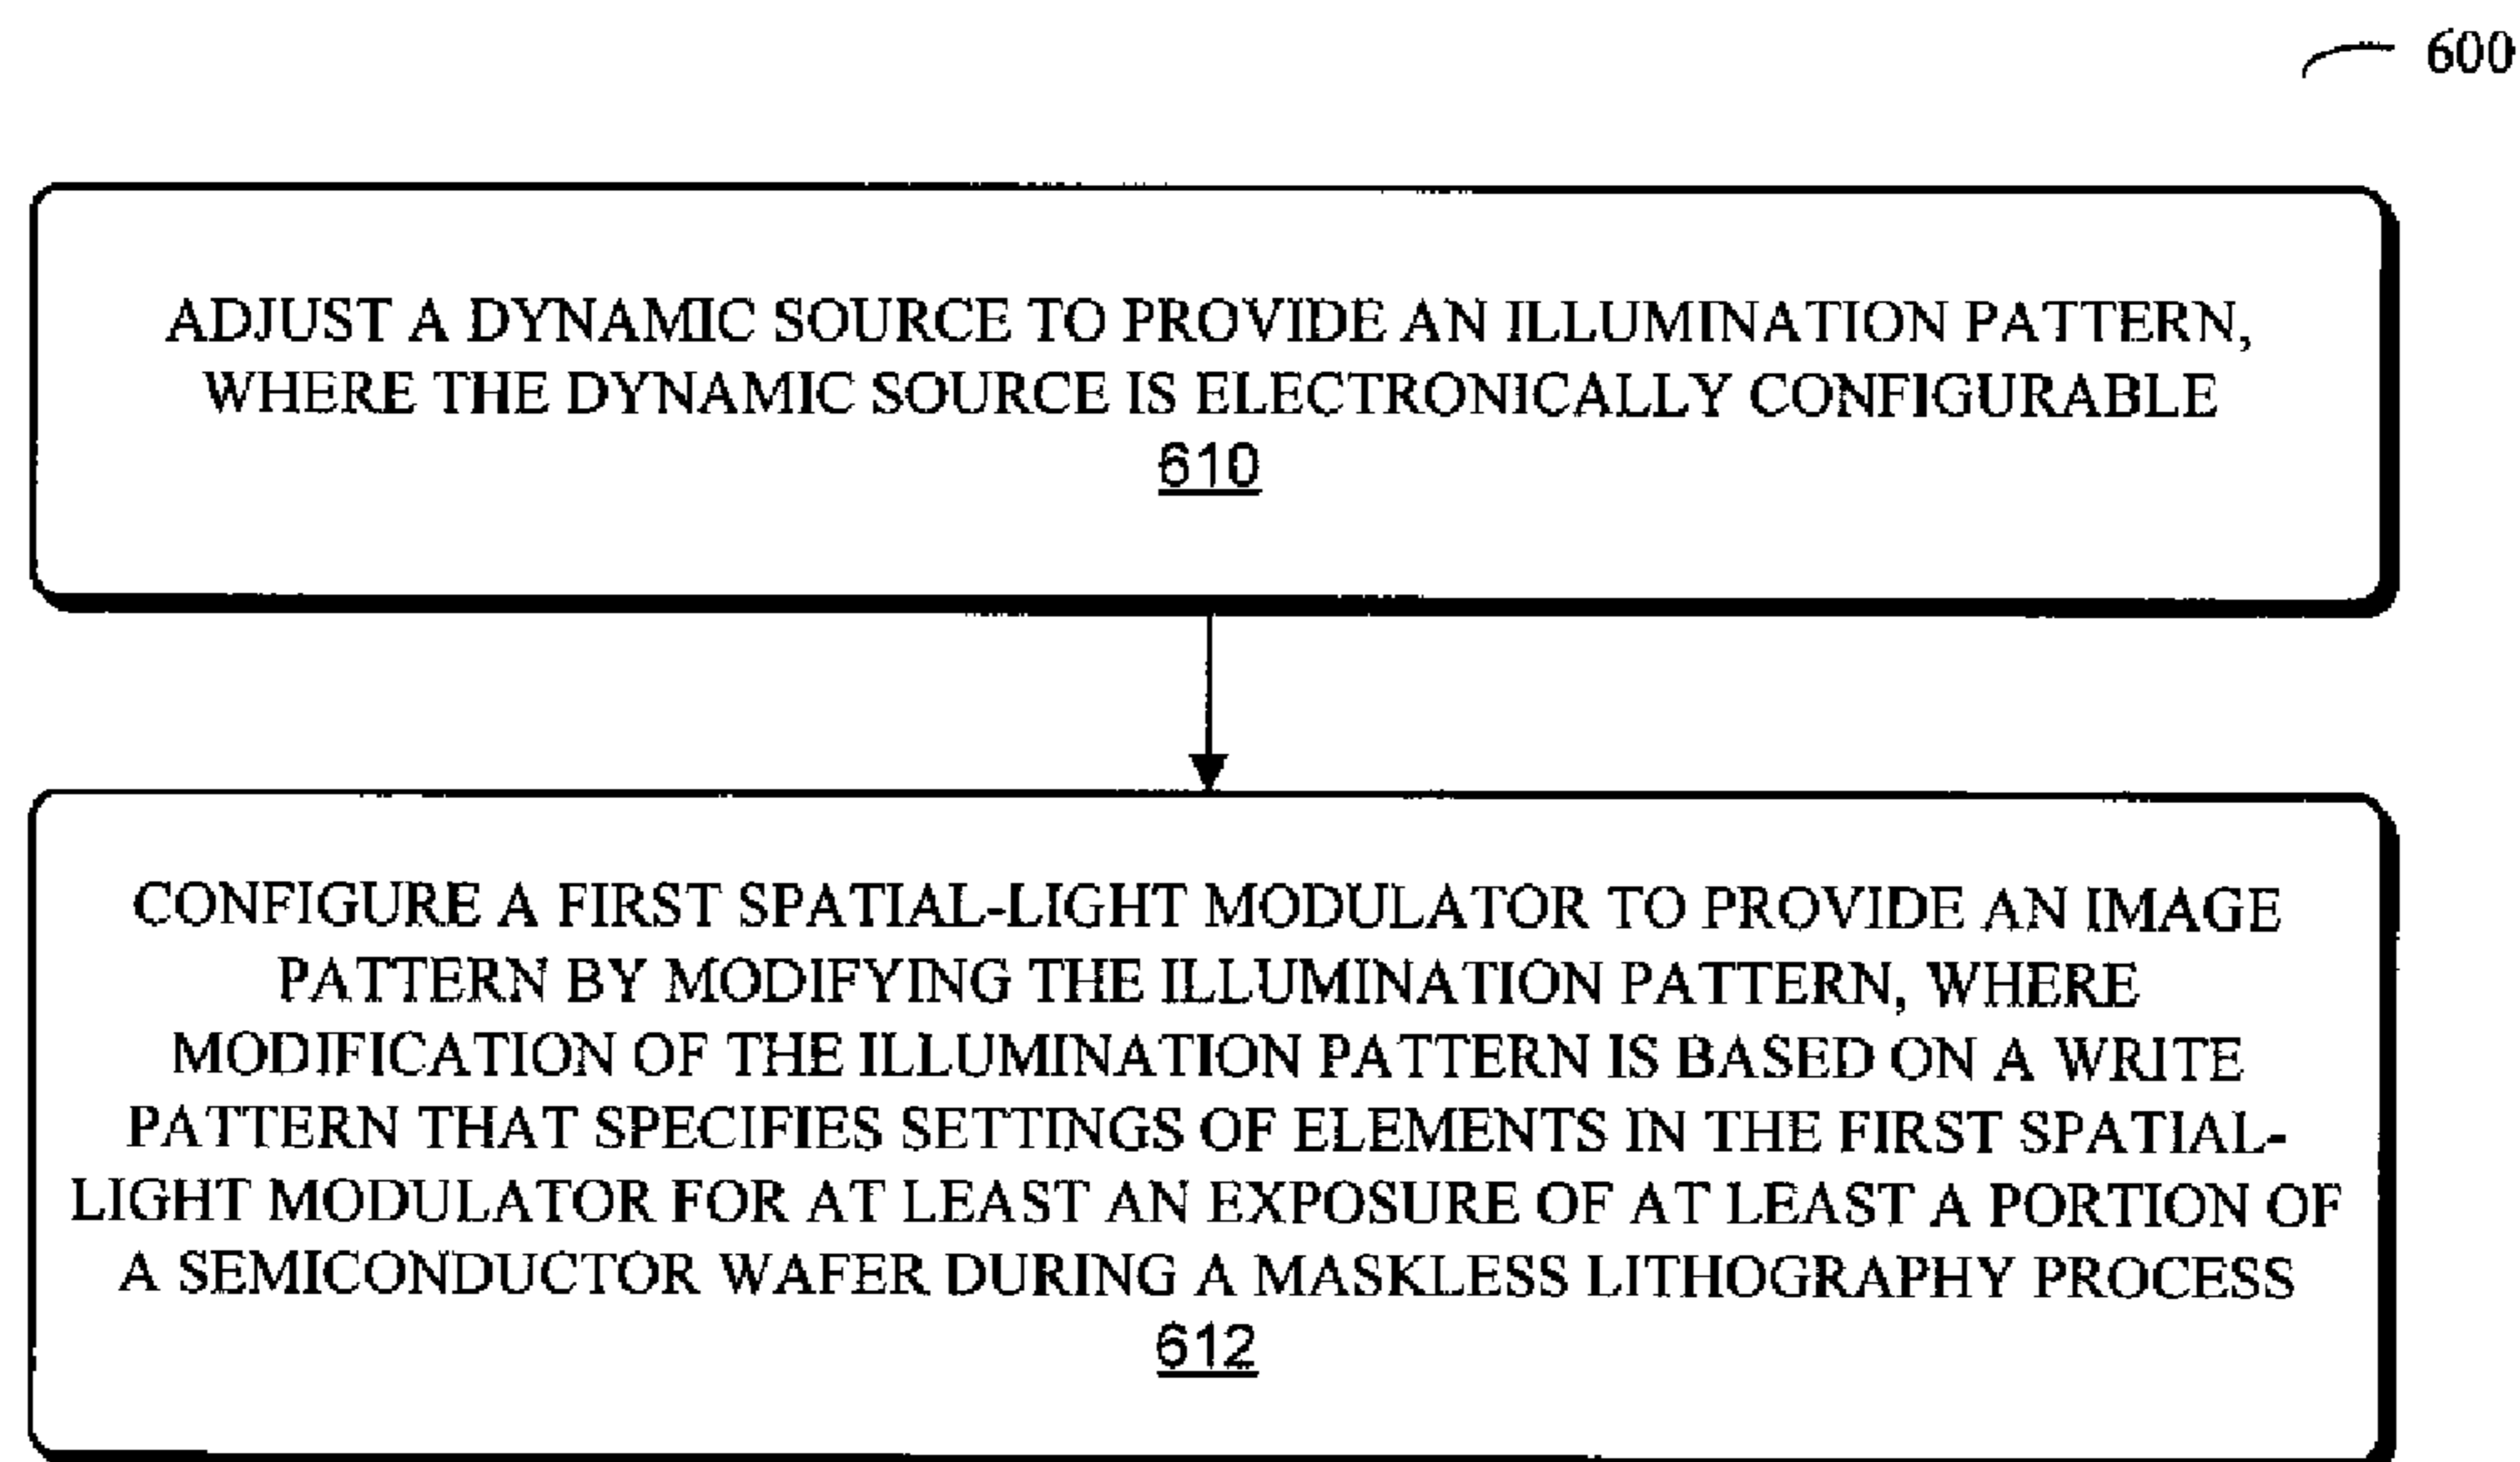 600
ADJUST A DYNAMIC SOURCE TO PROVIDE AN ILLUMINATION PATTERN,
WHERE THE DYNAMIC SOURCE IS ELECTRONICALLY CONFIGURABLE
610
CONFIGURE A FIRST SPATIAL-LIGHT MODULATOR TO PROVIDE AN IMAGE
PATTERN BY MODIFYING THE ILLUMINATION PATTERN, WHERE
MODIFICATION OF THE ILLUMINATION PATTERN IS BASED ON A WRITE
PATTERN THAT SPECIFIES SETTINGS OF ELEMENTS IN THE FIRST SPATIAL-
LIGHT MODULATOR FOR AT LEAST AN EXPOSURE OF AT LEAST A PORTION OF
A SEMICONDUCTOR WAFER DURING A MASKLESS LITHOGRAPHY PROCESS
612